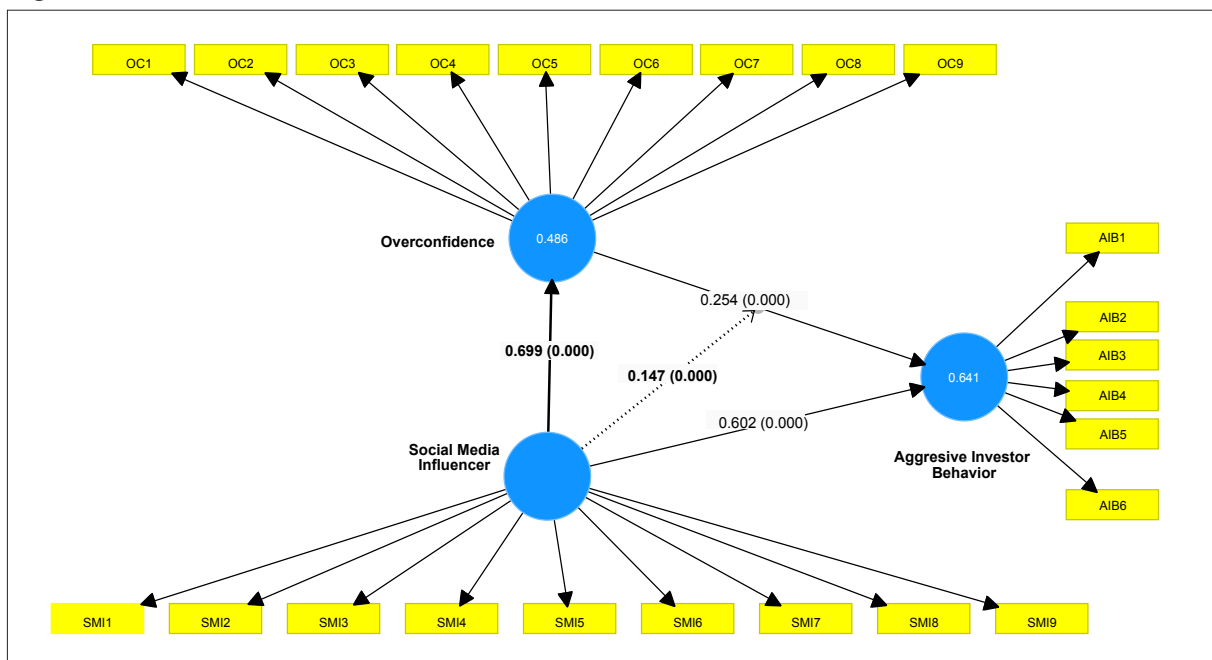 OC1 OC2 OC3 OC4 OC5 OC6 OC7 OC8 OC9
Overconfidence
0.486
AIB1
0.254 (0.000)
AIB2
0.699 (0.000)
AIB3
0.147 (0.000)
0.641
AIB4
0.602 (0.000)
AIB5
Social Media
Influencer
Aggresive Investor
Behavior
AIB6
SMI1 SMI2 SMI3 SMI4 SMI5 SMI6 SMI7 SMI8 SMI9